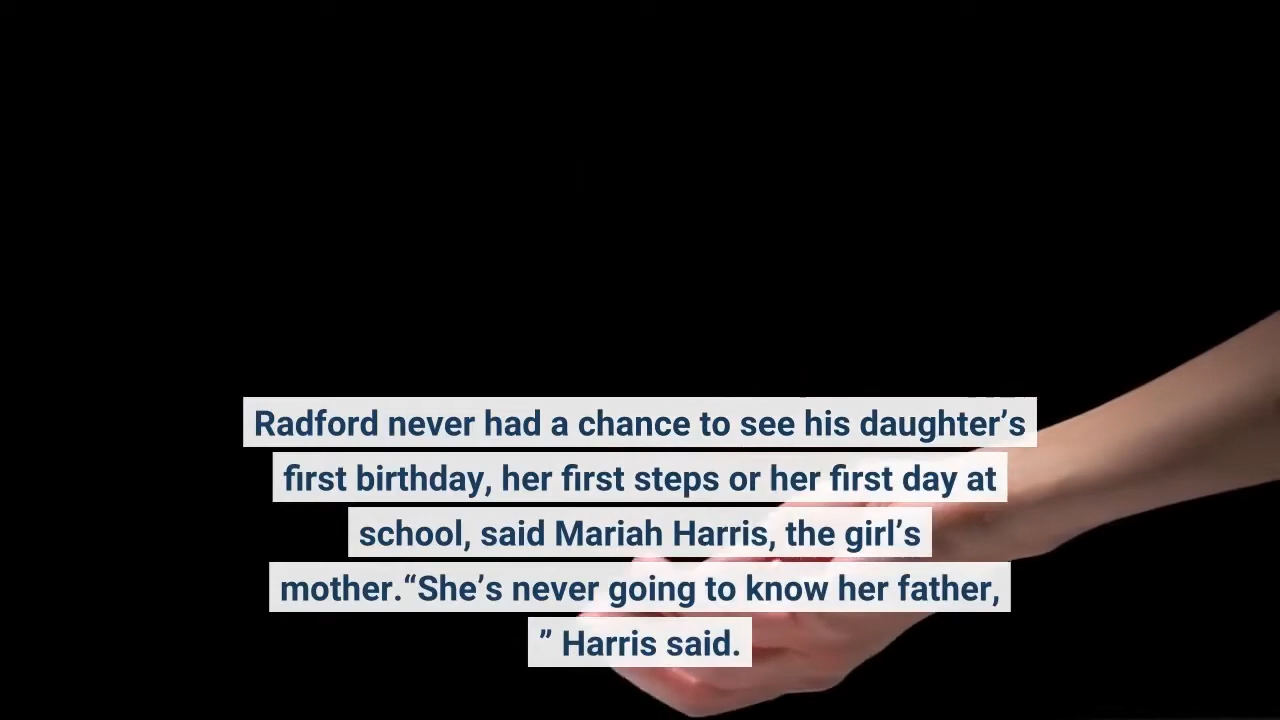 Radford never had a chance to see his daughter’s
first birthday, her first steps or her first day at
school, said Mariah Harris, the girl’s
mother.“She’s never going to know her father,
” Harris said.